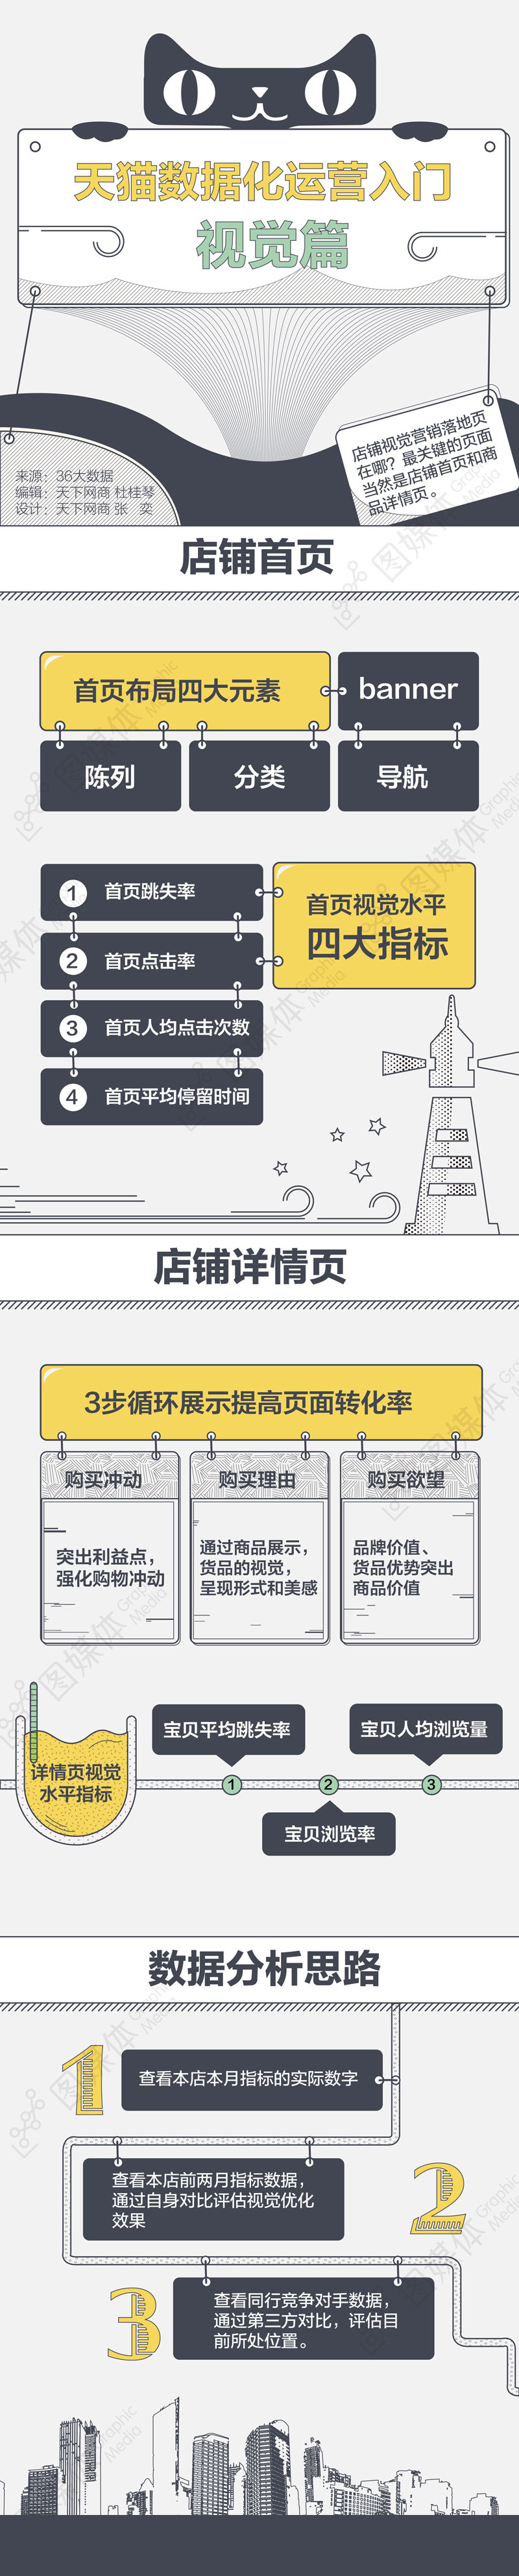 天猫数据化运营入门
视觉篇
店铺视觉营销落地页
在哪？最关键的页面
当然是店铺首页和商
品详情页。
来源：36大数据
编辑：天下网商 杜桂琴
设计：天下网商 张 奕
店铺首页
首页布局四大元素
banner
陈列
分类
导航
1 首页跳失率
2 首页点击率
3 首页人均点击次数
4 首页平均停留时间
首页视觉水平
四大指标
店铺详情页
3步循环展示提高页面转化率
购买冲动
突出利益点，
强化购物冲动
购买理由
通过商品展示，
货品的视觉，
呈现形式和美感
购买欲望
品牌价值、
货品优势突出
商品价值
详情页视觉
水平指标
宝贝平均跳失率
1
宝贝浏览率
2
宝贝人均浏览量
3
数据分析思路
1
查看本店本月指标的实际数字
2
查看本店前两月指标数据，
通过自身对比评估视觉优化
效果
3
查看同行竞争对手数据，
通过第三方对比，评估目
前所处位置。
图媒体 Graphic Media